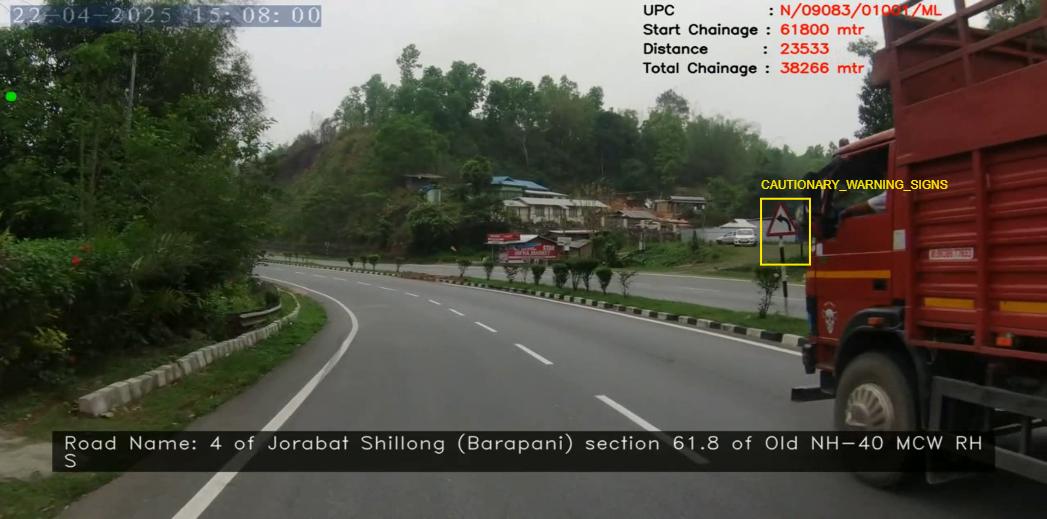 22-04-2025 15:08:00
UPC : N/09083/01001/ML
Start Chainage : 61800 mtr
Distance : 23533
Total Chainage : 38266 mtr
CAUTIONARY_WARNING_SIGNS
Road Name: 4 of Jorabat Shillong (Barapani) section 61.8 of Old NH-40 MCW RH
S